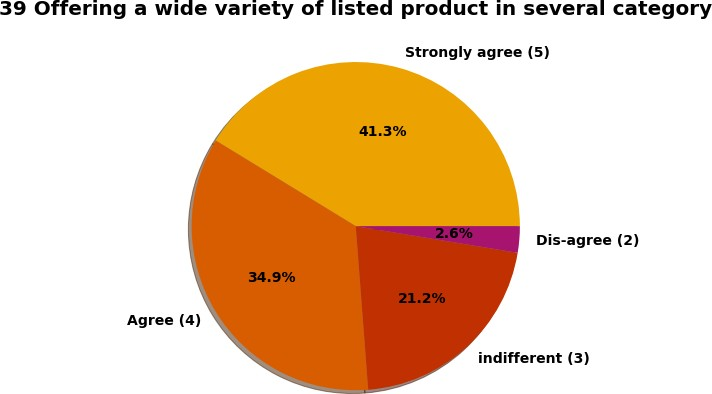 39 Offering a wide variety of listed product in several category
Strongly agree (5)
41.3%
2.6%
Dis-agree (2)
34.9%
21.2%
Agree (4)
indifferent (3)